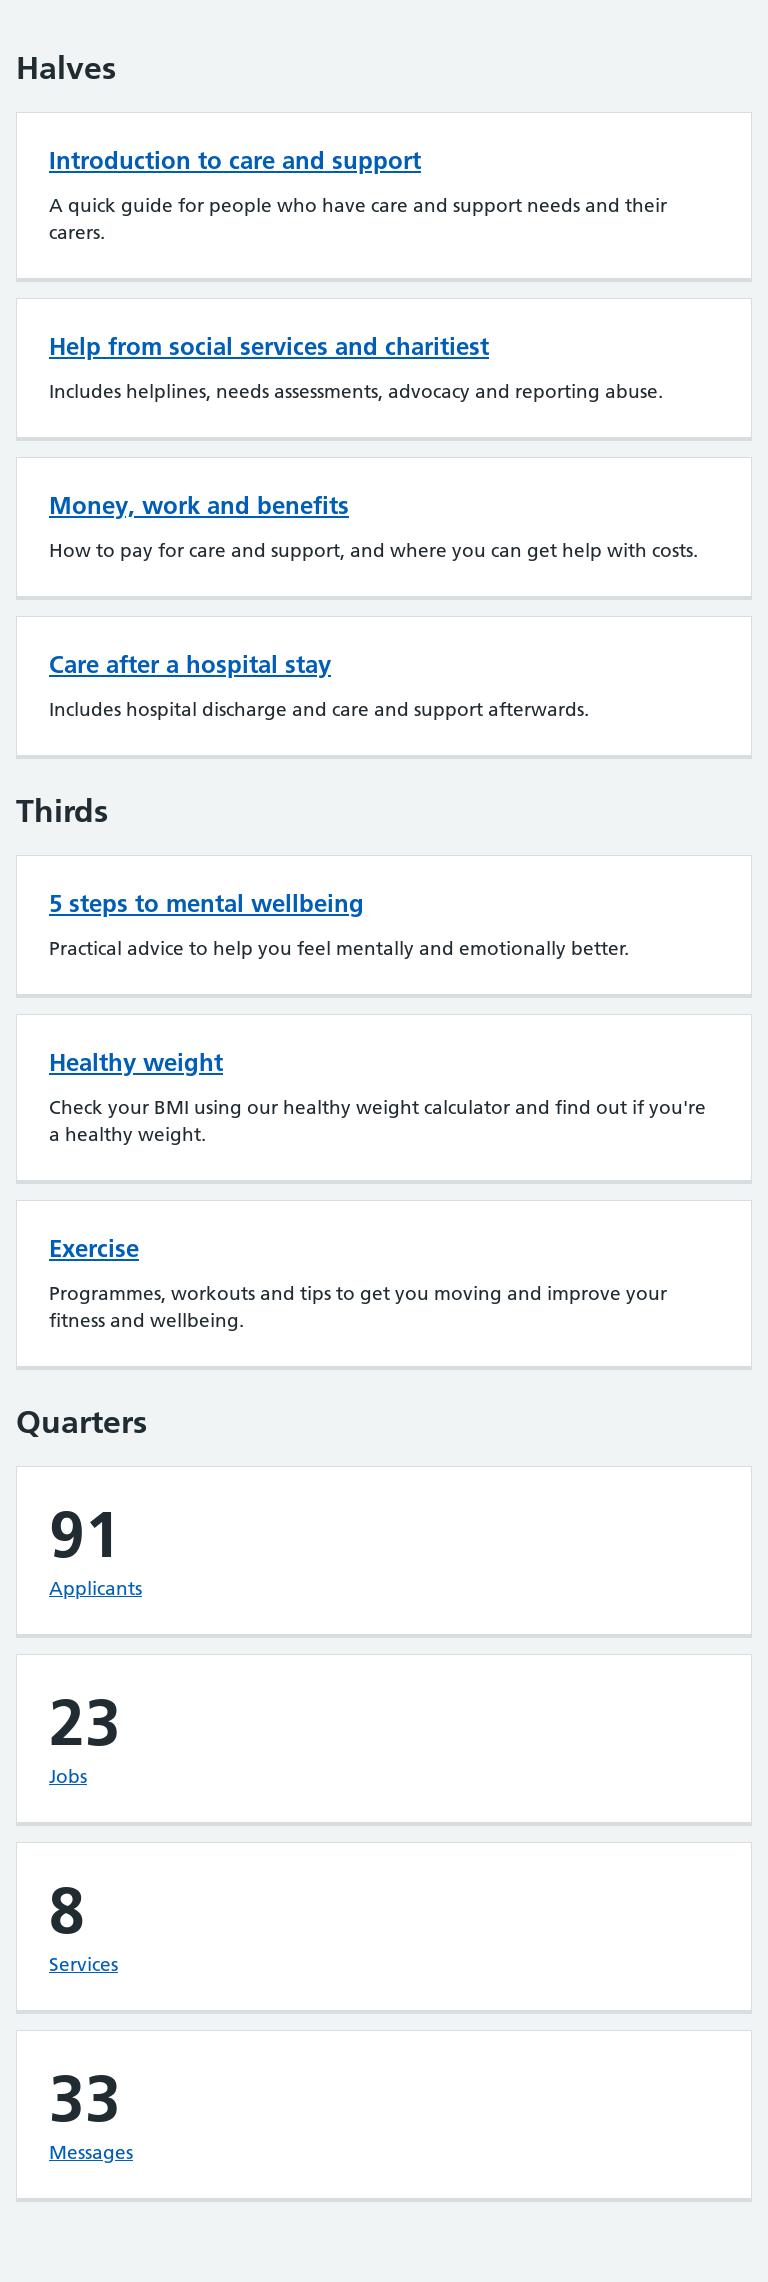 Halves
Introduction to care and support
A quick guide for people who have care and support needs and their
carers.
Help from social services and charitiest
Includes helplines, needs assessments, advocacy and reporting abuse.
Money, work and benefits
How to pay for care and support, and where you can get help with costs.
Care after a hospital stay
Includes hospital discharge and care and support afterwards.
Thirds
5 steps to mental wellbeing
Practical advice to help you feel mentally and emotionally better.
Healthy weight
Check your BMI using our healthy weight calculator and find out if you're
a healthy weight.
Exercise
Programmes, workouts and tips to get you moving and improve your
fitness and wellbeing.
Quarters
91
Applicants
23
Jobs
8
Services
33
Messages